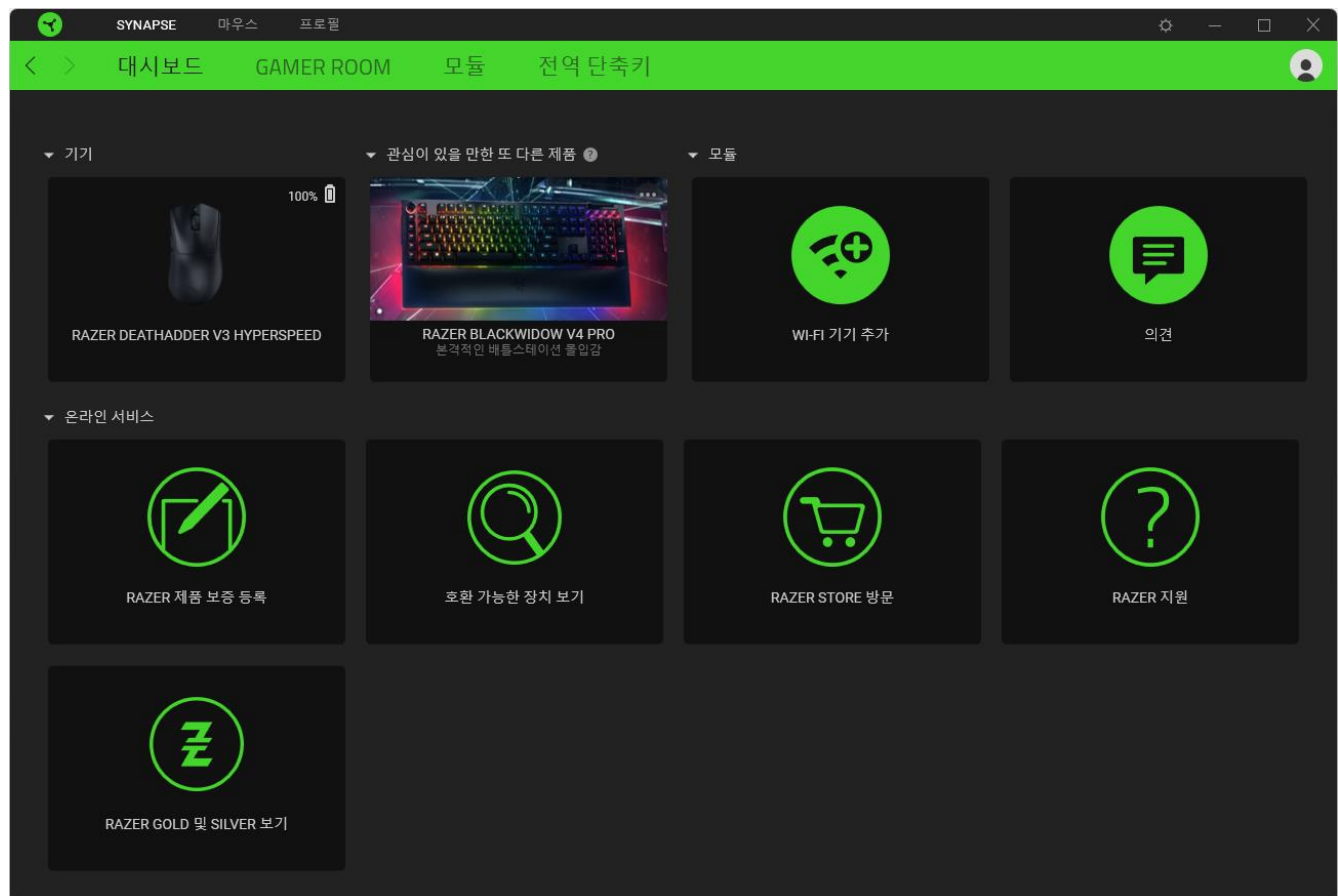 SYNAPSE 마우스 프로필
대시보드 GAMER ROOM 모듈 전역 단축키
기기
100%
RAZER DEATHADDER V3 HYPERSPEED
관심이 있을 만한 또 다른 제품 ?
RAZER BLACKWIDOW V4 PRO
본격적인 배틀스테이션 몰입감
모듈
WI-FI 기기 추가
의견
온라인 서비스
RAZER 제품 보증 등록
호환 가능한 장치 보기
RAZER STORE 방문
RAZER 지원
RAZER GOLD 및 SILVER 보기